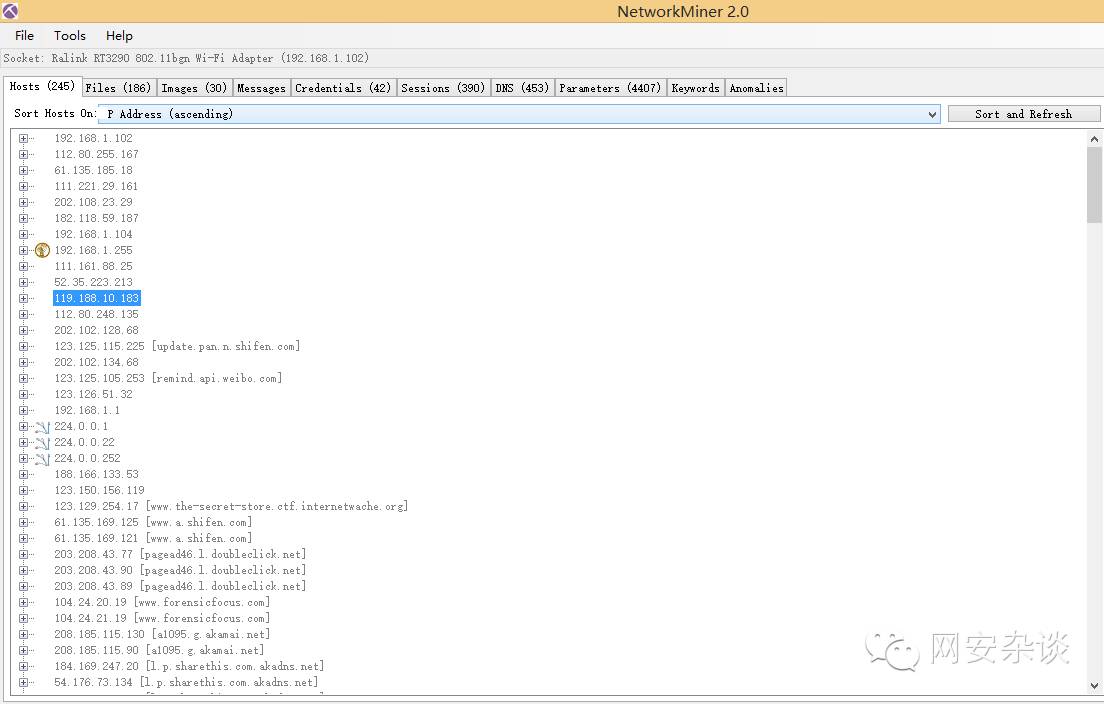 NetworkMiner 2.0
File Tools Help
Socket: Ralink RT3290 802.11bgn Wi-Fi Adapter (192.168.1.102)
Hosts (245) Files (186) Images (30) Messages Credentials (42) Sessions (390) DNS (453) Parameters (4407) Keywords Anomalies
Sort Hosts On: P Address (ascending) Sort and Refresh
192.168.1.102
112.80.255.167
61.135.185.18
111.221.29.161
202.108.23.29
182.118.59.187
192.168.1.104
192.168.1.255
111.161.88.25
52.35.223.213
119.188.10.183
112.80.248.135
202.102.128.68
123.125.115.225 [update.pan.n.shifen.com]
202.102.134.68
123.125.105.253 [remind.api.weibo.com]
123.126.51.32
192.168.1.1
224.0.0.1
224.0.0.22
224.0.0.252
188.166.133.53
123.150.156.119
123.129.254.17 [www.the-secret-store.ctf.internetwache.org]
61.135.169.125 [www.a.shifen.com]
61.135.169.121 [www.a.shifen.com]
203.208.43.77 [pagead46.l.doubleclick.net]
203.208.43.90 [pagead46.l.doubleclick.net]
203.208.43.89 [pagead46.l.doubleclick.net]
104.24.20.19 [www.forensicfocus.com]
104.24.21.19 [www.forensicfocus.com]
208.185.115.130 [a1095.g.akamai.net]
208.185.115.90 [a1095.g.akamai.net]
184.169.247.20 [l.p.sharethis.com.akadns.net]
54.176.73.134 [l.p.sharethis.com.akadns.net]
网安杂谈